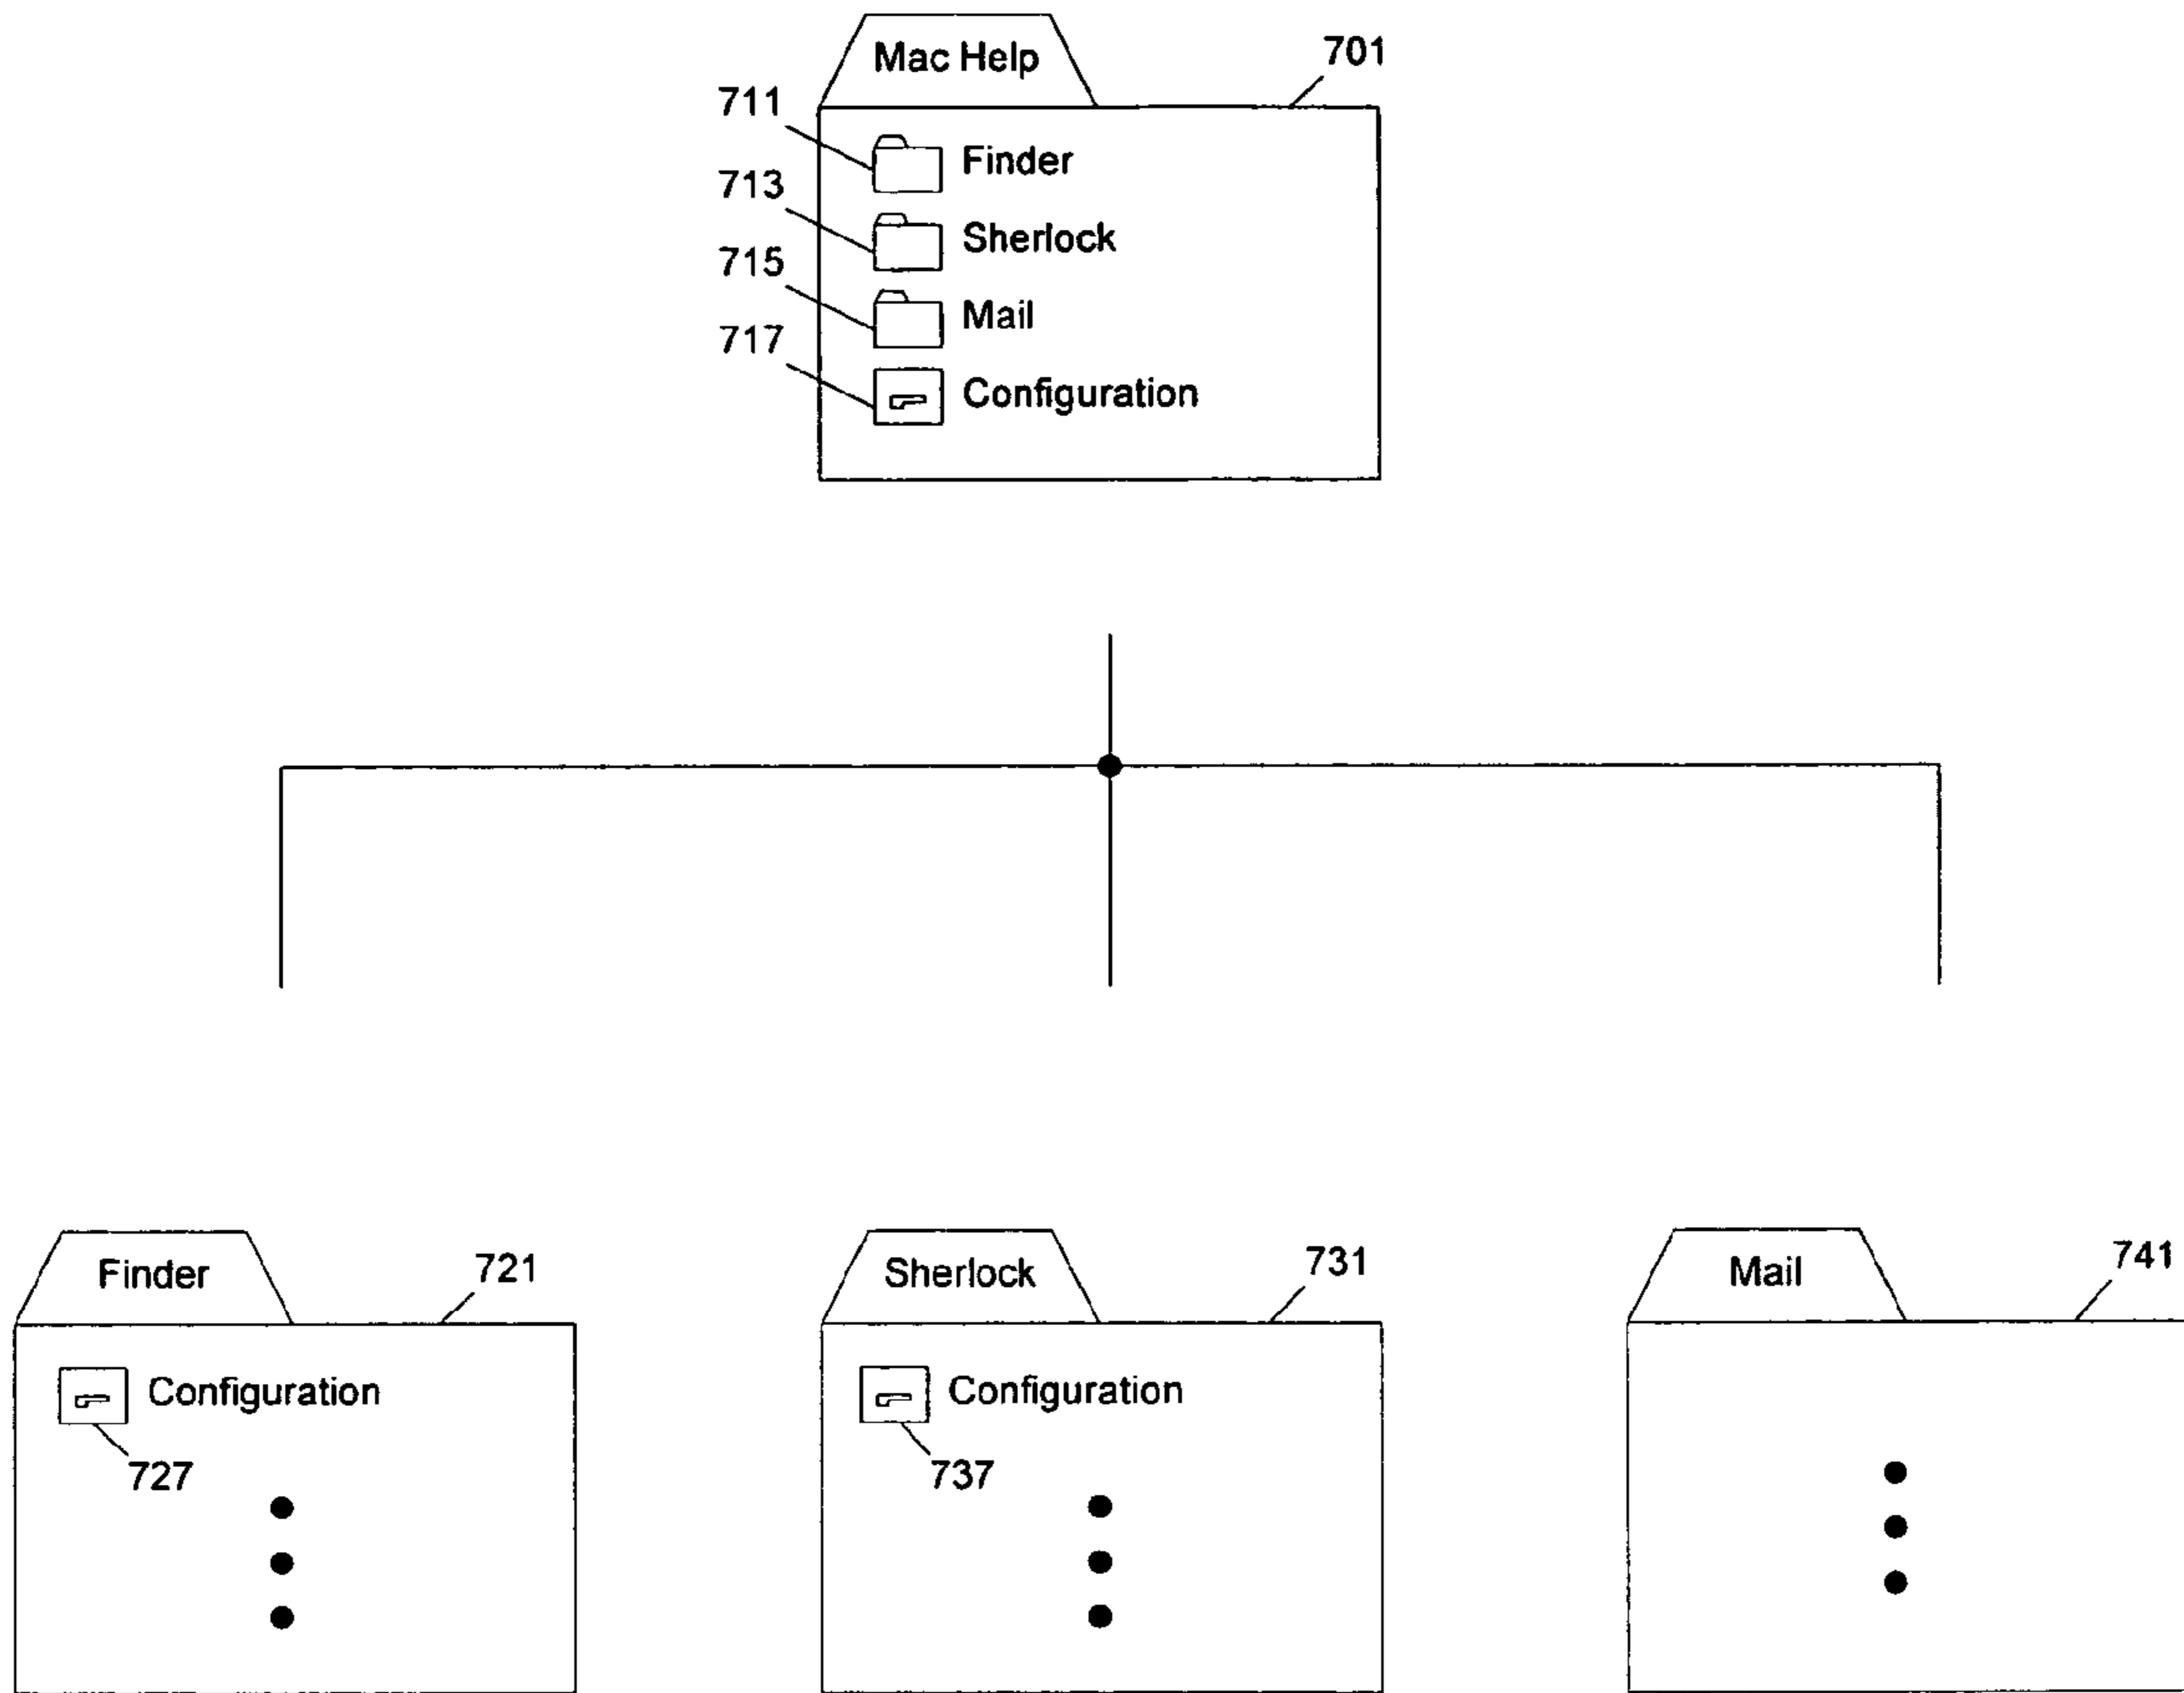 Mac Help
701
711
Finder
713
Sherlock
715
Mail
717
Configuration
Finder
721
Sherlock
731
Mail
741
Configuration
727
Configuration
737